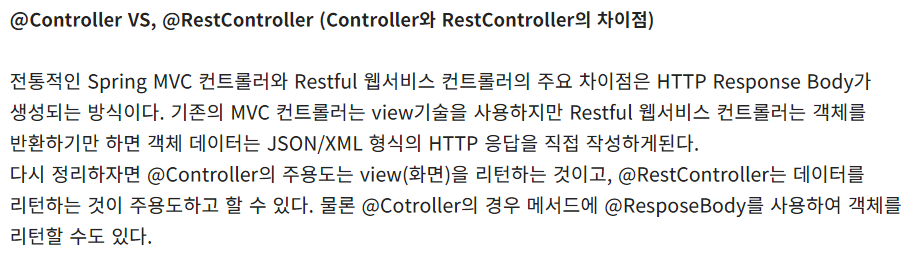 @Controller VS, @RestController (Controller와 RestController의 차이점)
전통적인 Spring MVC 컨트롤러와 Restful 웹서비스 컨트롤러의 주요 차이점은 HTTP Response Body가
생성되는 방식이다. 기존의 MVC 컨트롤러는 view기술을 사용하지만 Restful 웹서비스 컨트롤러는 객체를
반환하기만 하면 객체 데이터는 JSON/XML 형식의 HTTP 응답을 직접 작성하게된다.
다시 정리하자면 @Controller의 주용도는 view(화면)을 리턴하는 것이고, @RestController는 데이터를
리턴하는 것이 주용도하고 할 수 있다. 물론 @Cotroller의 경우 메서드에 @ResposeBody를 사용하여 객체를
리턴할 수도 있다.